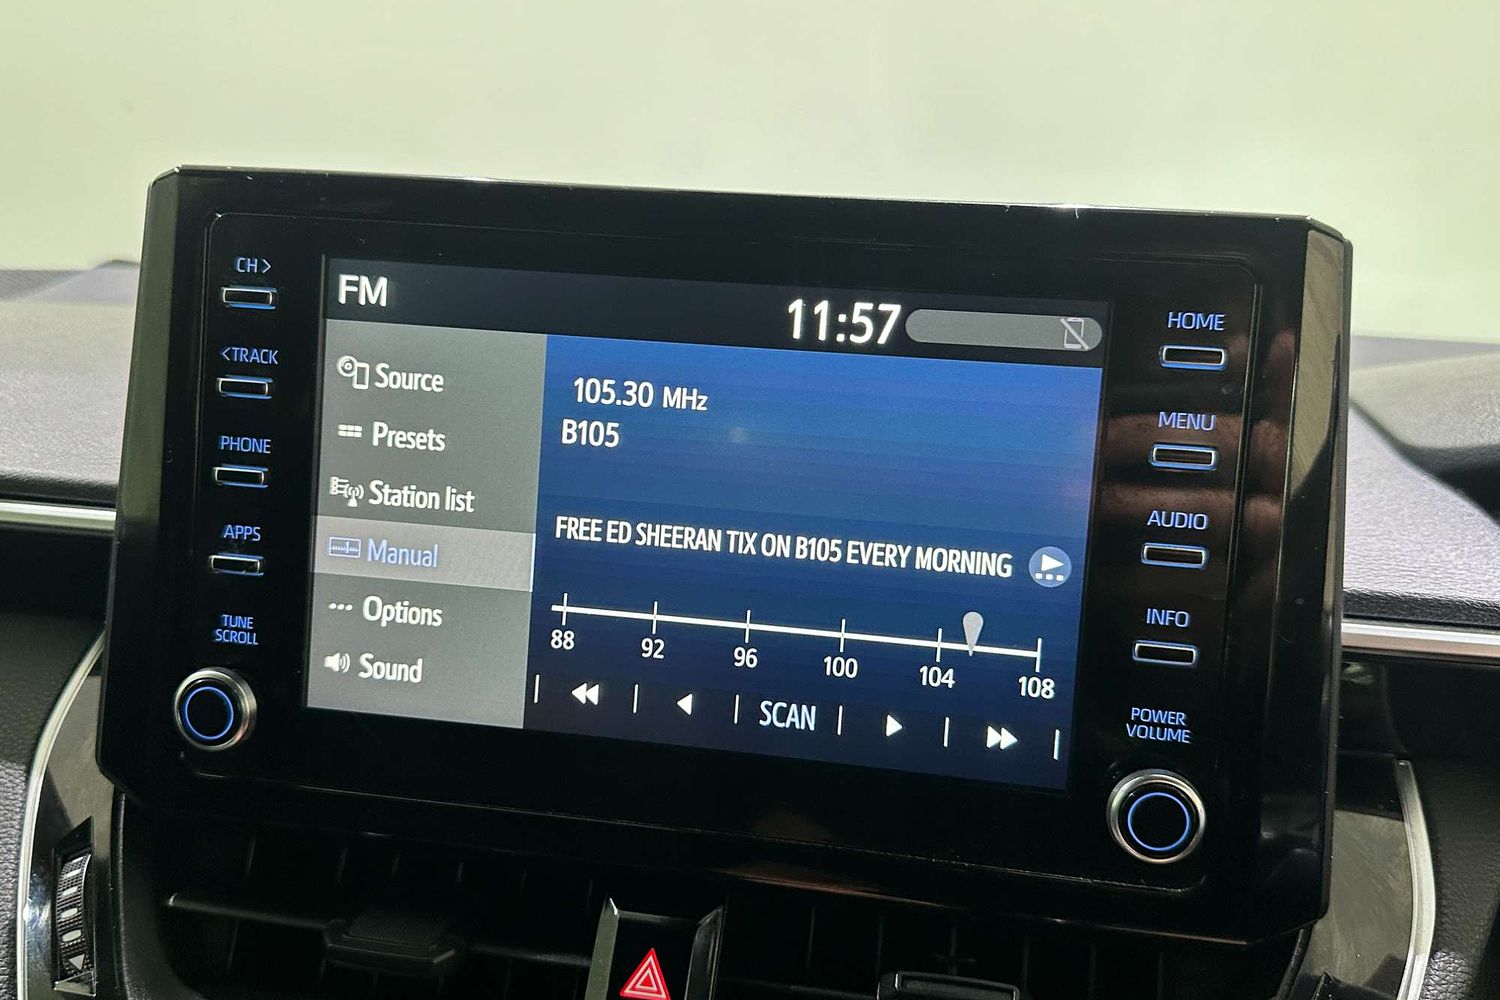 CH>
<TRACK
PHONE
APPS
TUNE
SCROLL
FM
11:57
Source
Presets
Station list
Manual
Options
Sound
105.30 MHz
B105
FREE ED SHEERAN TIX ON B105 EVERY MORNING
88 92 96 100 104 108
SCAN
HOME
MENU
AUDIO
INFO
POWER
VOLUME